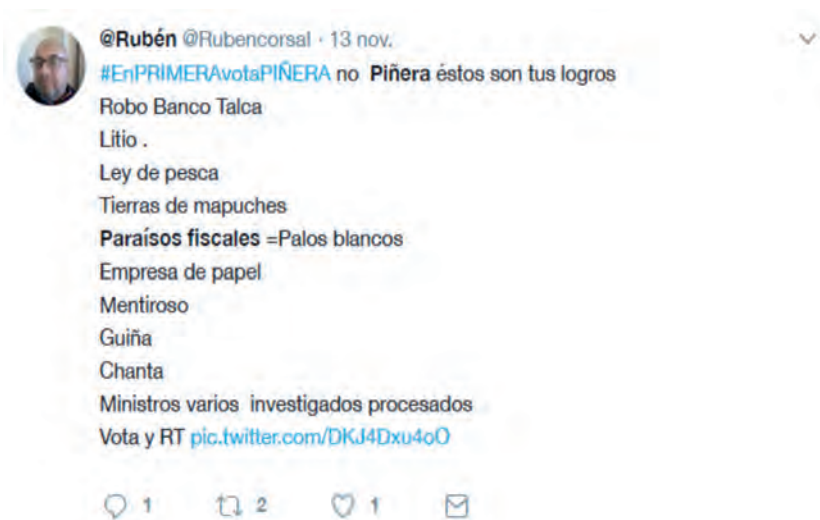 @Rubén @Rubencorsal · 13 nov.
#EnPRIMERAvotaPIÑERA no Piñera éstos son tus logros
Robo Banco Talca
Litio .
Ley de pesca
Tierras de mapuches
Paraísos fiscales =Palos blancos
Empresa de papel
Mentiroso
Guiña
Chanta
Ministros varios investigados procesados
Vota y RT pic.twitter.com/DKJ4Dxu4oO
1 2 1